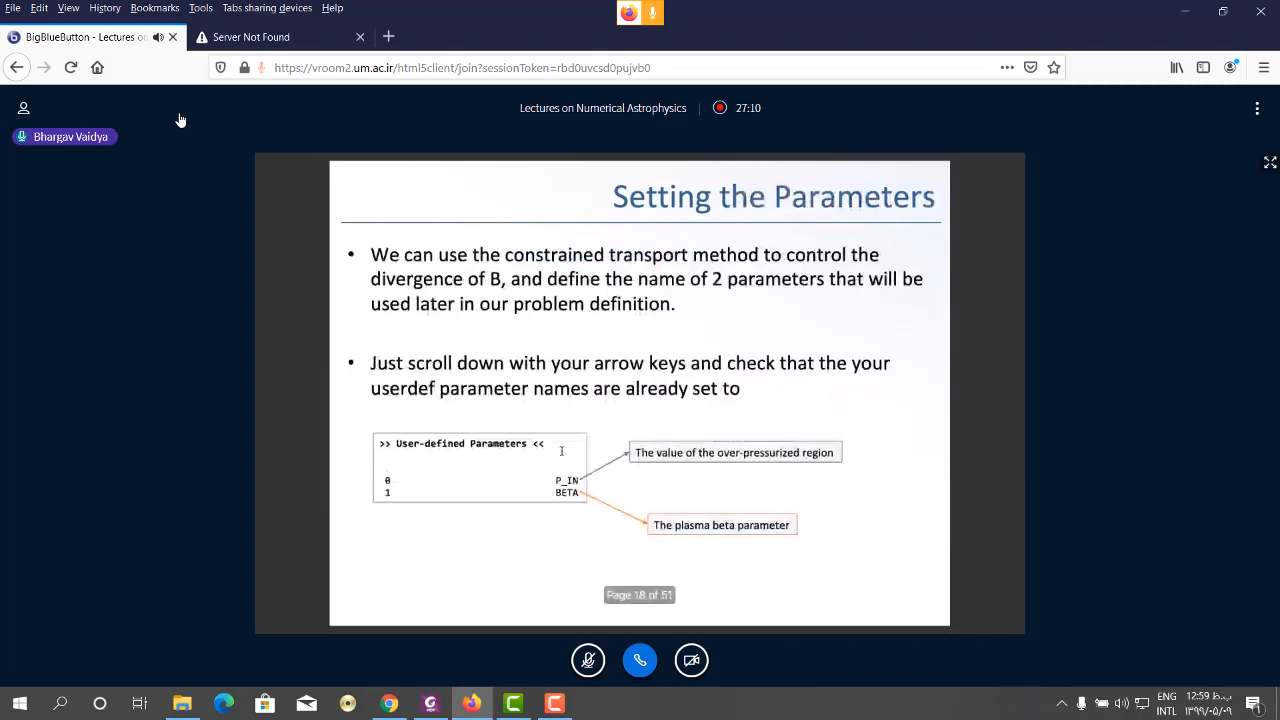 File Edit View History Bookmarks Tools Tabs sharing devices Help
BigBlueButton - Lectures on
Server Not Found
https://vroom2.um.ac.ir/html5client/join?sessionToken=rbd0uvcsd0pujvb0
Lectures on Numerical Astrophysics
27:10
Bhargav Vaidya
Setting the Parameters
• We can use the constrained transport method to control the
divergence of B, and define the name of 2 parameters that will be
used later in our problem definition.
• Just scroll down with your arrow keys and check that the your
userdef parameter names are already set to
>> User-defined Parameters <<
0 P_IN
1 BETA
The value of the over-pressurized region
The plasma beta parameter
Page 18 of 51
ENG
INTL
12:59 ب.ظ
۱۳۹۹/۰۵/۰۹
1